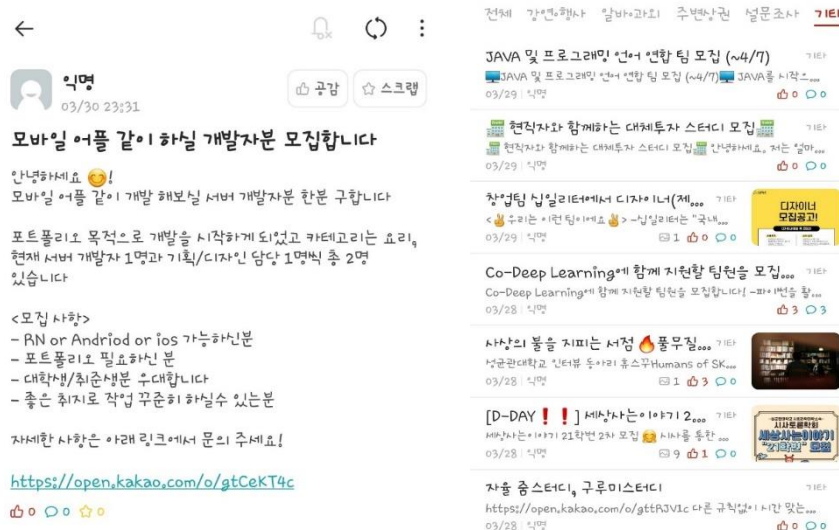 익명
03/30 23:31
공감
스크랩
모바일 어플 같이 하실 개발자분 모집합니다
안녕하세요 😊!
모바일 어플 같이 개발 해보실 서버 개발자분 한분 구합니다
포트폴리오 목적으로 개발을 시작하게 되었고 카테고리는 요리,
현재 서버 개발자 1명과 기획/디자인 담당 1명씩 총 2명
있습니다
<모집 사항>
- RN or Andriod or ios 가능하신분
- 포트폴리오 필요하신 분
- 대학생/취준생분 우대합니다
- 좋은 취지로 작업 꾸준히 하실수 있는분
자세한 사항은 아래 링크에서 문의 주세요!
https://open.kakao.com/o/gtCeKT4c
0 0 0
전체 강연·행사 알바·과외 주변상권 설문조사 기타
JAVA 및 프로그래밍 언어 연합 팀 모집 (~4/7) 기타
🖥️JAVA 및 프로그래밍 언어 연합 팀 모집 (~4/7)🖥️ JAVA를 시작으...
03/29 | 익명 0 0
🏢 현직자와 함께하는 대체투자 스터디 모집🏢 기타
🏢 현직자와 함께하는 대체투자 스터디 모집🏢 안녕하세요, 저는 얼마...
03/29 | 익명 0 0
창업팀 십일리터에서 디자이너(제... 기타
<✌️우리는 이런 팀이에요✌️> -십일리터는 "국내...
03/29 | 익명 1 0 0
디자이너
모집공고!
Co-Deep Learning에 함께 지원할 팀원을 모집... 기타
Co-Deep Learning에 함께 지원할 팀원을 모집합니다! -파이썬을 활...
03/28 | 익명 3 3
사상의 불을 지피는 서점 🔥풀무질... 기타
성균관대학교 인터뷰 동아리 휴스꾸Humans of SK...
03/28 | 익명 1 3 0
[D-DAY❗❗] 세상사는이야기 2... 기타
세상사는이야기 21학번 2차 모집 😊 시사를 통한 ...
03/28 | 익명 9 1 0
시사토론학회
세상사는이야기
"21학번" 모집
자율 줌스터디, 구루미스터디 기타
https://open.kakao.com/o/gttRJV1c 다른 규칙없이 시간 맞는...
03/28 | 익명 0 0